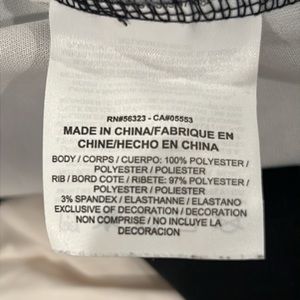 RN#56323 - CA#05553
MADE IN CHINA/FABRIQUE EN
CHINE/HECHO EN CHINA
BODY / CORPS / CUERPO: 100% POLYESTER /
POLYESTER / POLIESTER
RIB / BORD COTE / RIBETE: 97% POLYESTER /
POLYESTER / POLIESTER
3% SPANDEX / ELASTHANNE / ELASTANO
EXCLUSIVE OF DECORATION / DECORATION
NON COMPRISE / NO INCLUYE LA
DECORACION